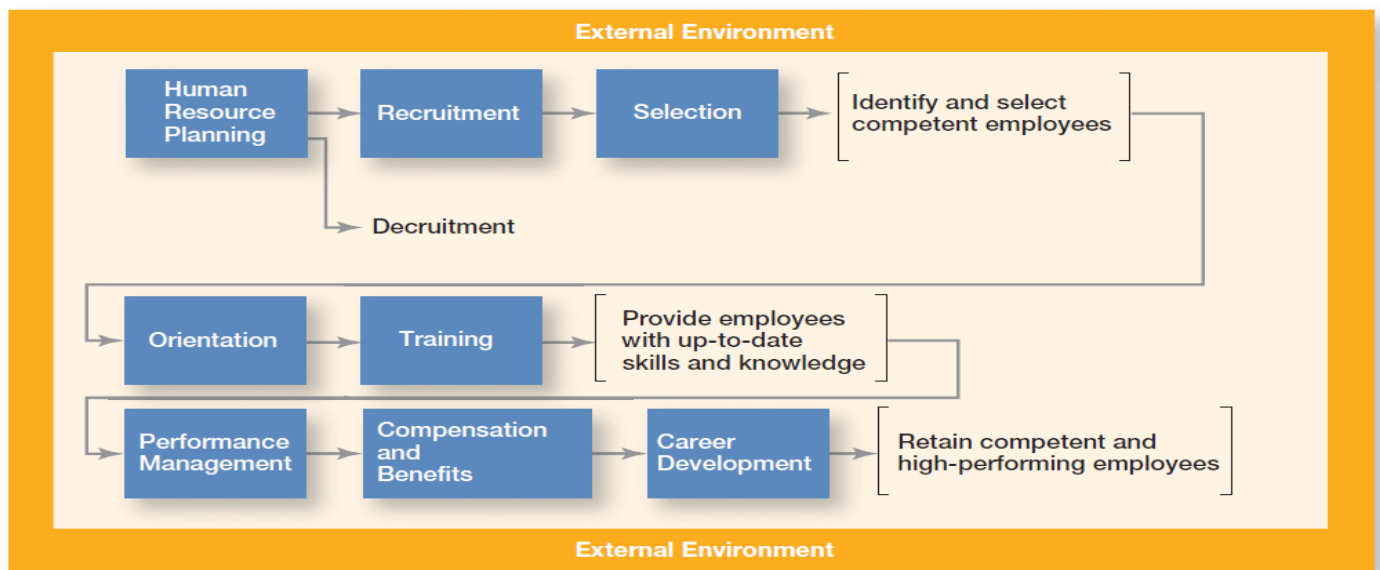 External Environment
Human
Resource
Planning
Recruitment
Selection
Identify and select
competent employees
Decruitment
Orientation
Training
Provide employees
with up-to-date
skills and knowledge
Performance
Management
Compensation
and
Benefits
Career
Development
Retain competent and
high-performing employees
External Environment